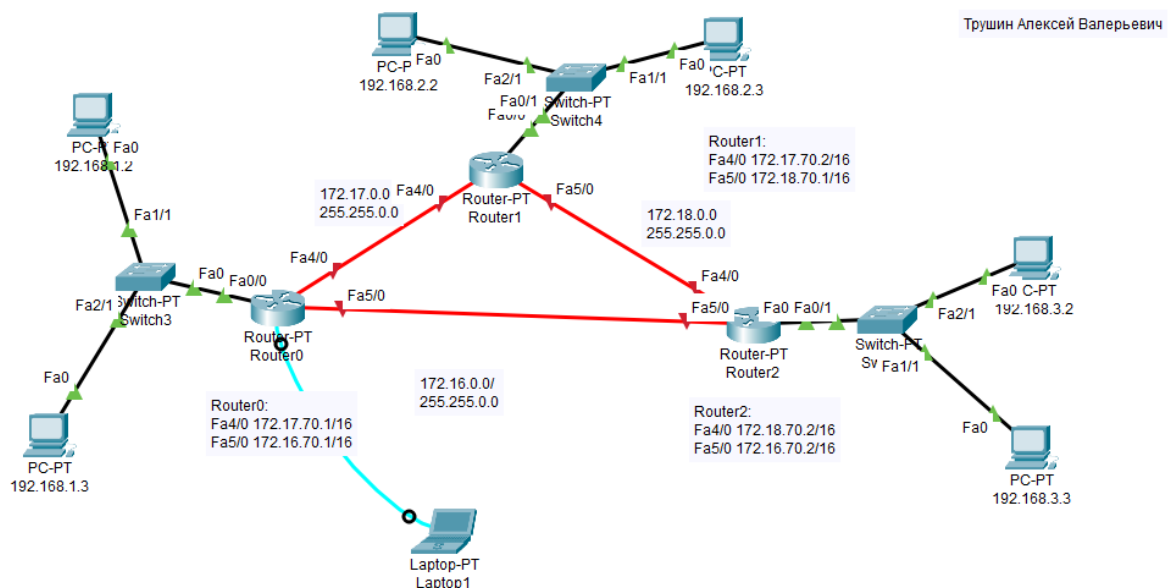 Трушин Алексей Валерьевич
Fa0
192.168.2.2
Fa2/1
Fa1/1
Fa0
192.168.2.3
Fa0/1
Switch-PT
Switch4
Fa0
192.168.1.2
Fa1/1
Router1:
Fa4/0 172.17.70.2/16
Fa5/0 172.18.70.1/16
172.17.0.0
255.255.0.0
Fa4/0
Router-PT
Router1
Fa5/0
172.18.0.0
255.255.0.0
Fa4/0
Fa0
Fa0/0
Fa2/1
Switch3
Fa5/0
Router-PT
Router0
Fa4/0
Fa5/0
Fa0
Fa0/1
Router-PT
Router2
Switch-PT
Fa1/1
Fa2/1
Fa0
192.168.3.2
Fa0
PC-PT
192.168.1.3
172.16.0.0/
255.255.0.0
Router0:
Fa4/0 172.17.70.1/16
Fa5/0 172.16.70.1/16
Router2:
Fa4/0 172.18.70.2/16
Fa5/0 172.16.70.2/16
Fa0
PC-PT
192.168.3.3
Laptop-PT
Laptop1